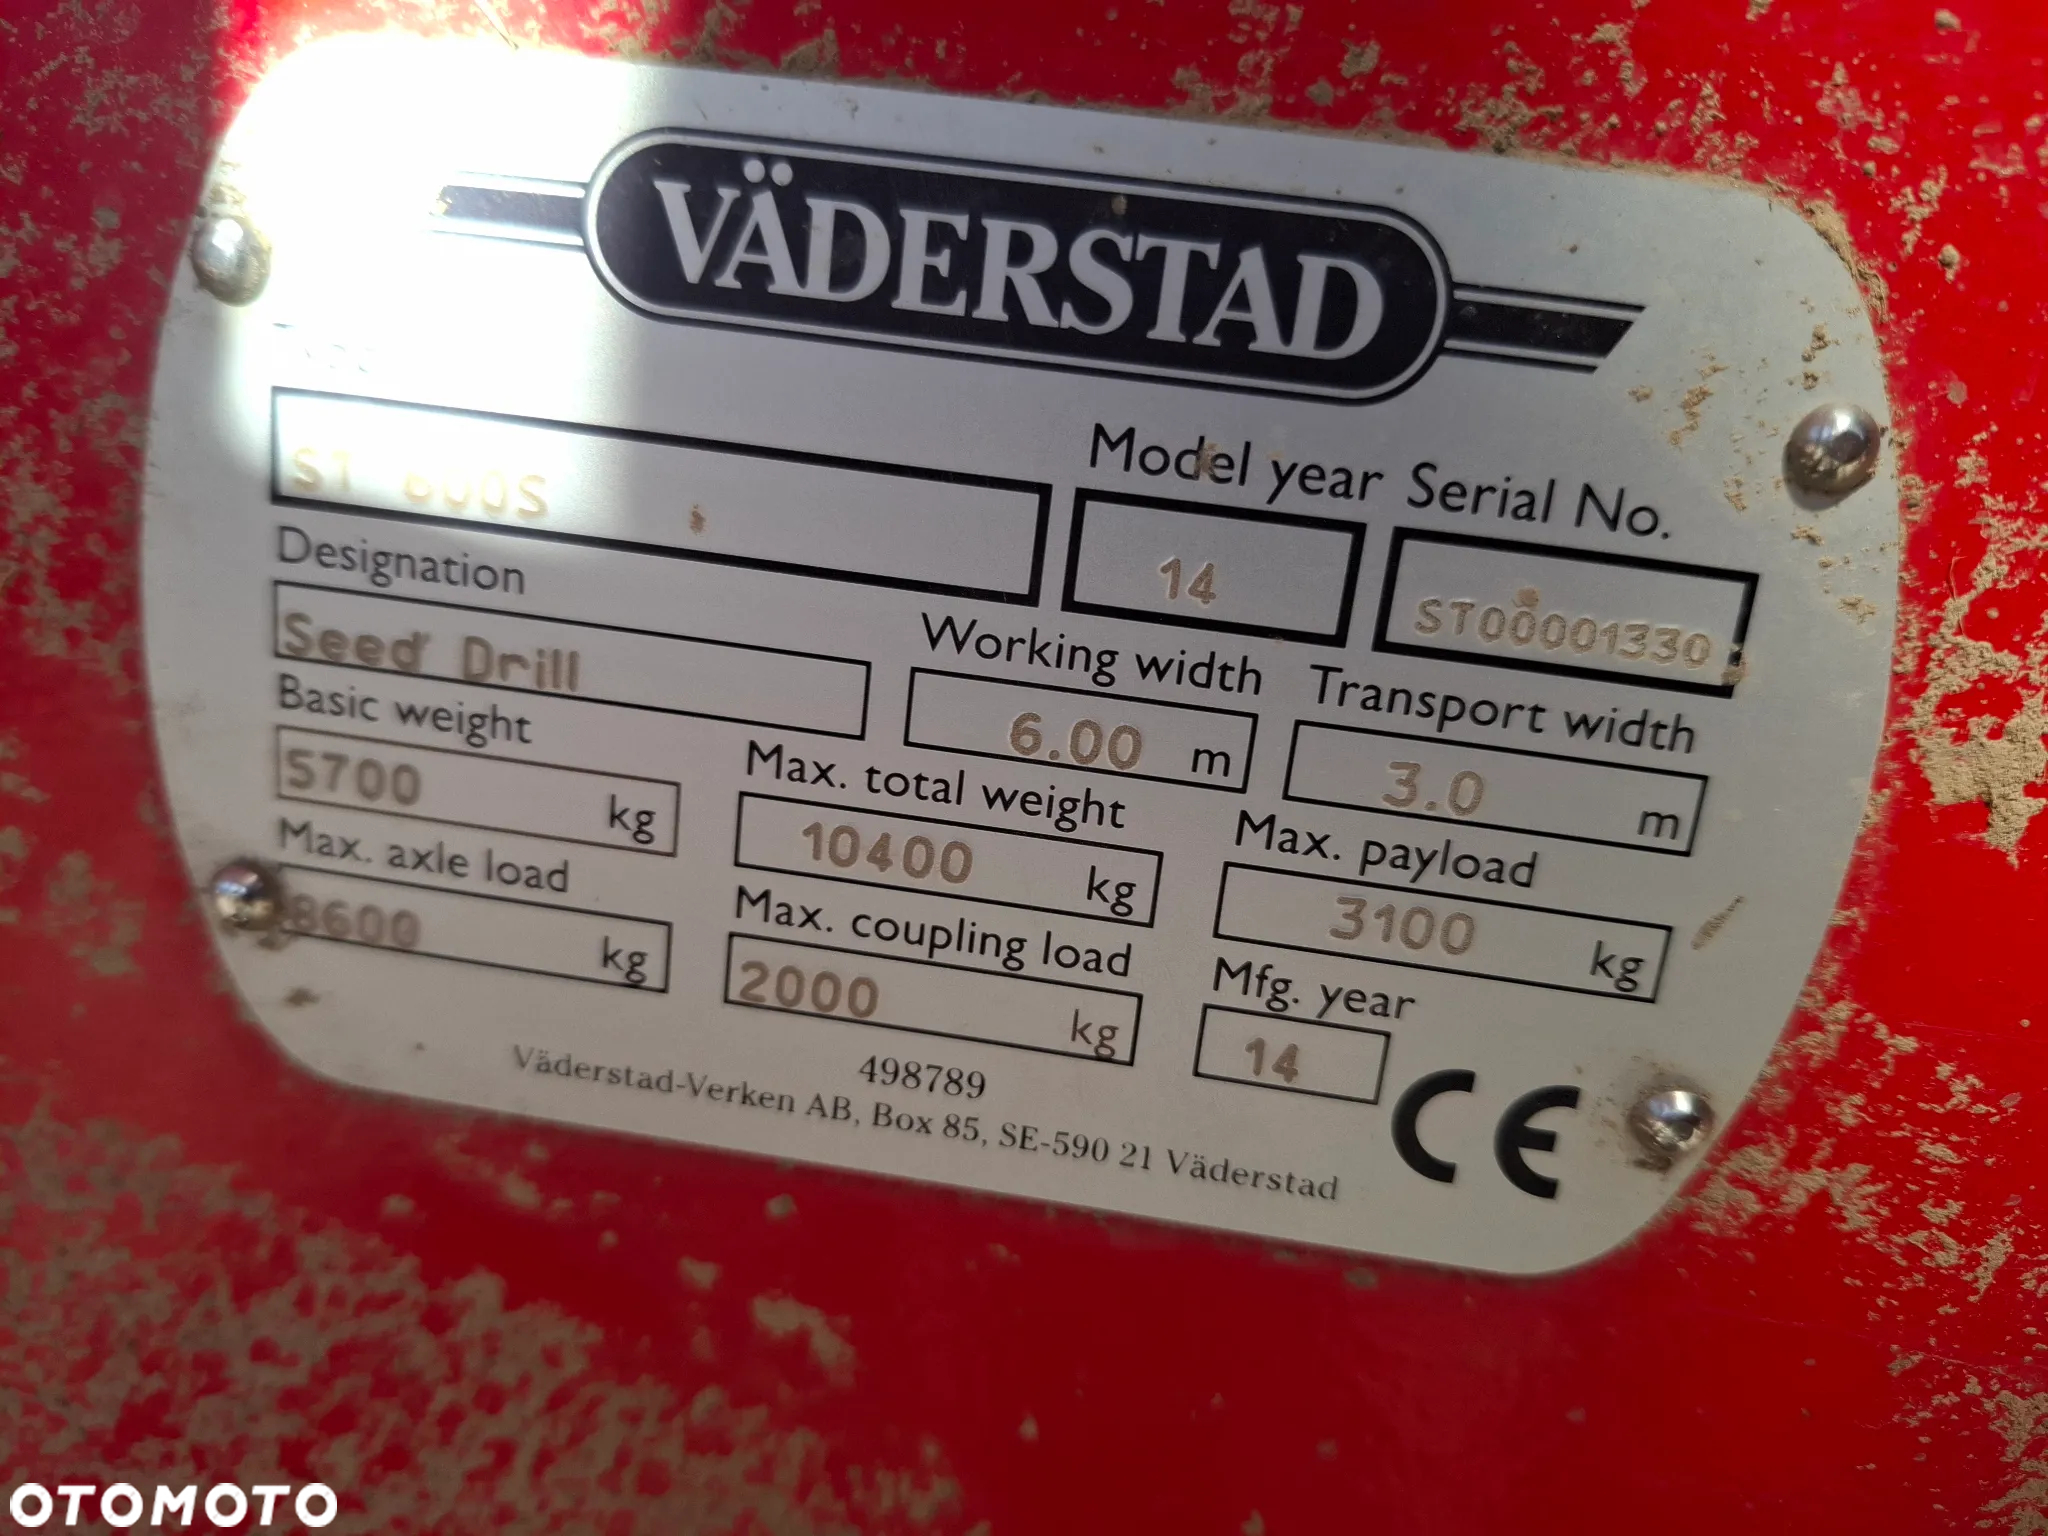 VÄDERSTAD
Model year Serial No.
ST 600S
14
ST00001330
Designation
Seed Drill
Working width
6.00 m
Transport width
3.0 m
Basic weight
5700 kg
Max. total weight
10400 kg
Max. payload
3100 kg
Max. axle load
8600 kg
Max. coupling load
2000 kg
Mfg. year
14
498789
CE
Väderstad-Verken AB, Box 85, SE-590 21 Väderstad
OTOMOTO